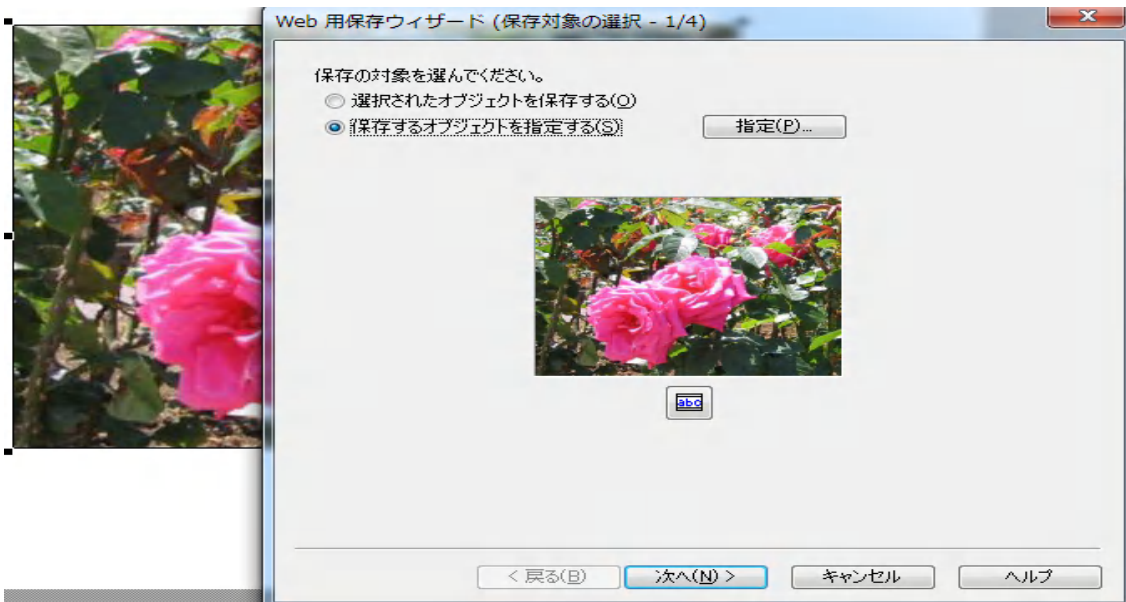 Web 用保存ウィザード (保存対象の選択 - 1/4)
保存の対象を選んでください。
選択されたオブジェクトを保存する(O)
保存するオブジェクトを指定する(S)
指定(P)...
abc
< 戻る(B)
次へ(N) >
キャンセル
ヘルプ